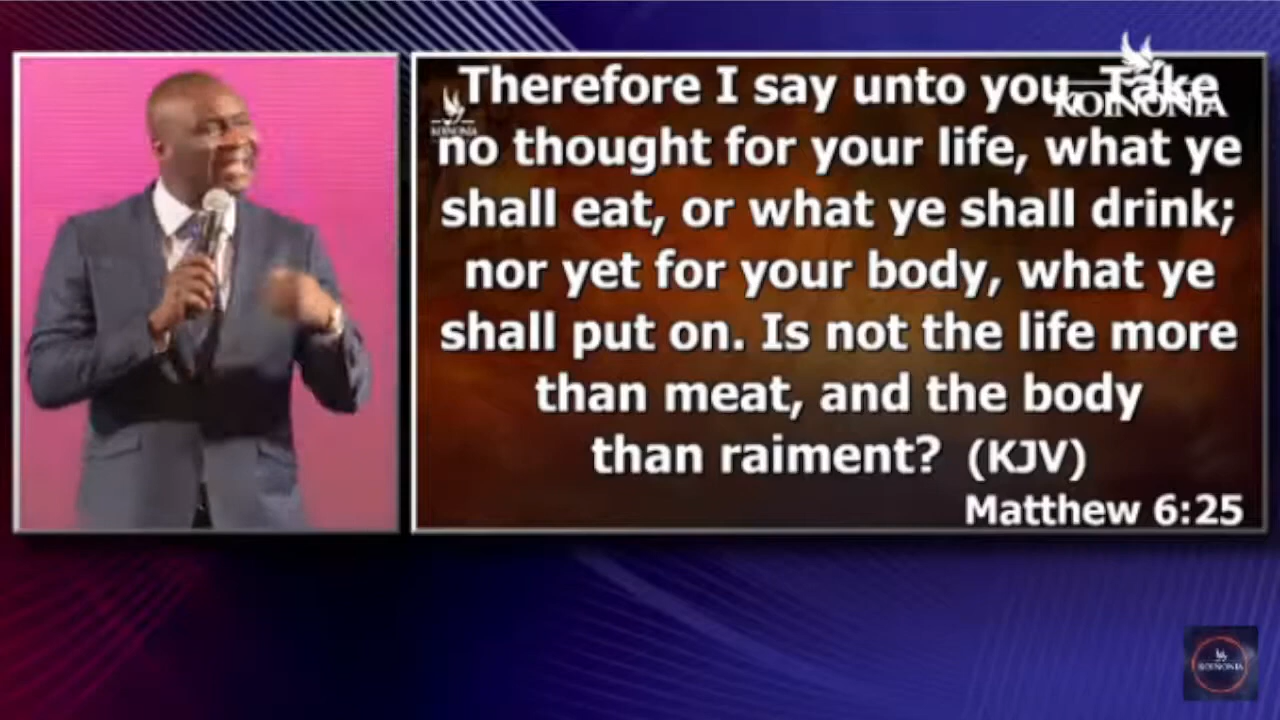 Therefore I say unto you, Take
KOINONIA
KOINONIA
no thought for your life, what ye
shall eat, or what ye shall drink;
nor yet for your body, what ye
shall put on. Is not the life more
than meat, and the body
than raiment? (KJV)
Matthew 6:25
KOINONIA